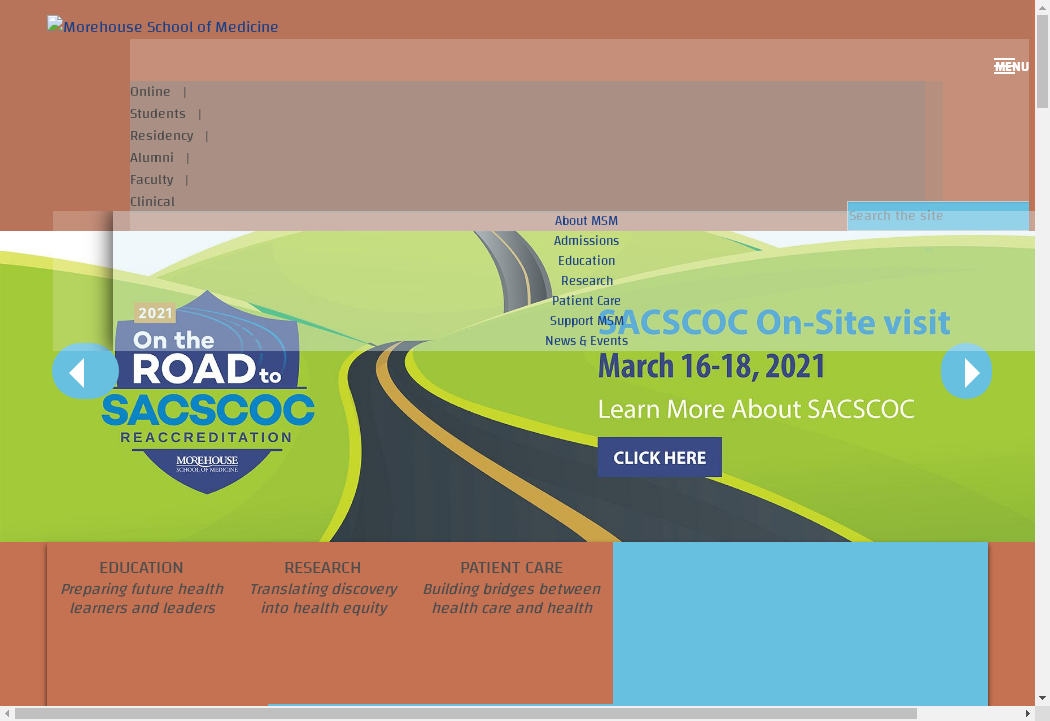 Morehouse School of Medicine
MENU
Online |
Students |
Residency |
Alumni |
Faculty |
Clinical
Search the site
About MSM
Admissions
Education
Research
Patient Care
Support MSM
News & Events
2021
On the
ROAD to
SACSCOC
REACCREDITATION
MOREHOUSE
SCHOOL OF MEDICINE
SACSCOC On-Site visit
March 16-18, 2021
Learn More About SACSCOC
CLICK HERE
EDUCATION
Preparing future health
learners and leaders
RESEARCH
Translating discovery
into health equity
PATIENT CARE
Building bridges between
health care and health